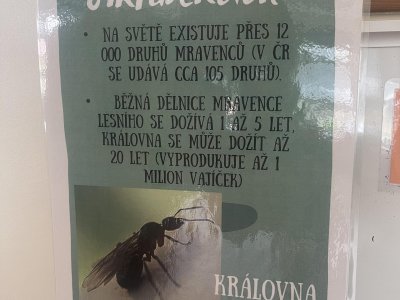 • NA SVĚTĚ EXISTUJE PŘES 12
000 DRUHŮ MRAVENCŮ (V ČR
SE UDÁVÁ CCA 105 DRUHŮ).
• BĚŽNÁ DĚLNICE MRAVENCE
LESNÍHO SE DOŽÍVÁ 1 AŽ 5 LET,
KRÁLOVNA SE MŮŽE DOŽÍT AŽ
20 LET (VYPRODUKUJE AŽ 1
MILION VAJÍČEK)
KRÁLOVNA